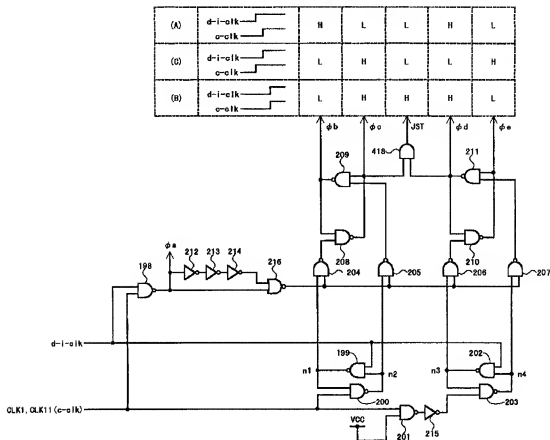 (A) d-i-clk H L L H L
c-clk
(C) d-i-clk L H L L H
c-clk
(B) d-i-clk L H H H L
c-clk
φb φc JST φd φe
418
209 211
φa
212 213 214
198 216
208 210
204 205 206 207
d-i-clk
199 202
n1 n2 n3 n4
200 203
CLK1, CLK11(c-clk)
VCC
201 215